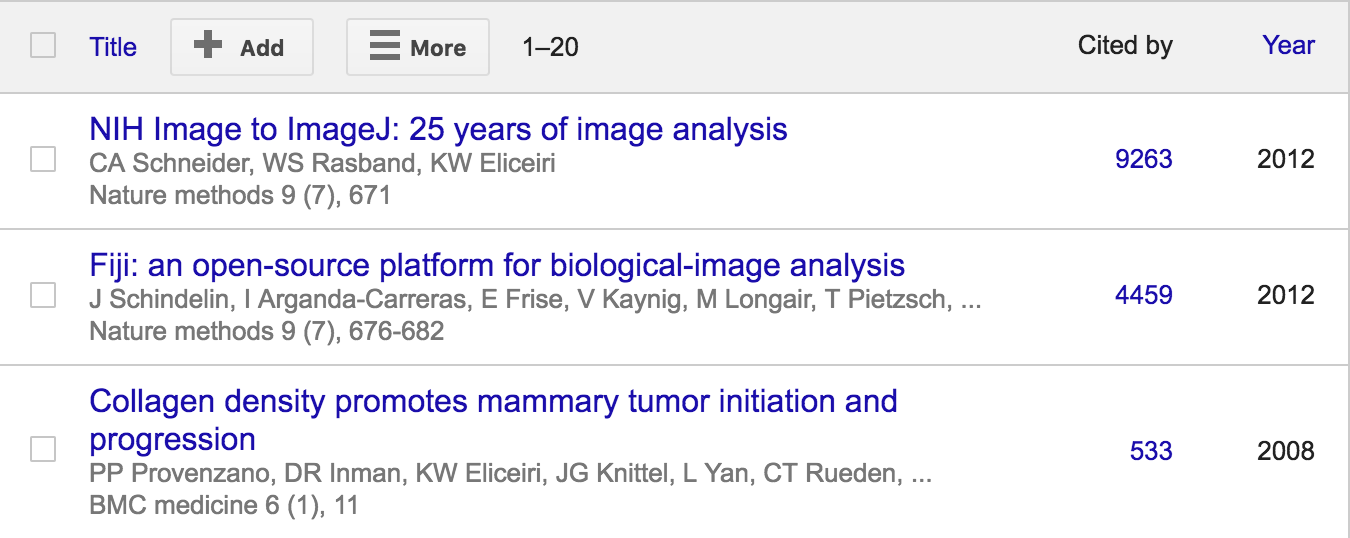 Title Add More 1–20 Cited by Year
NIH Image to ImageJ: 25 years of image analysis
CA Schneider, WS Rasband, KW Eliceiri
Nature methods 9 (7), 671
9263 2012
Fiji: an open-source platform for biological-image analysis
J Schindelin, I Arganda-Carreras, E Frise, V Kaynig, M Longair, T Pietzsch, ...
Nature methods 9 (7), 676-682
4459 2012
Collagen density promotes mammary tumor initiation and
progression
PP Provenzano, DR Inman, KW Eliceiri, JG Knittel, L Yan, CT Rueden, ...
BMC medicine 6 (1), 11
533 2008